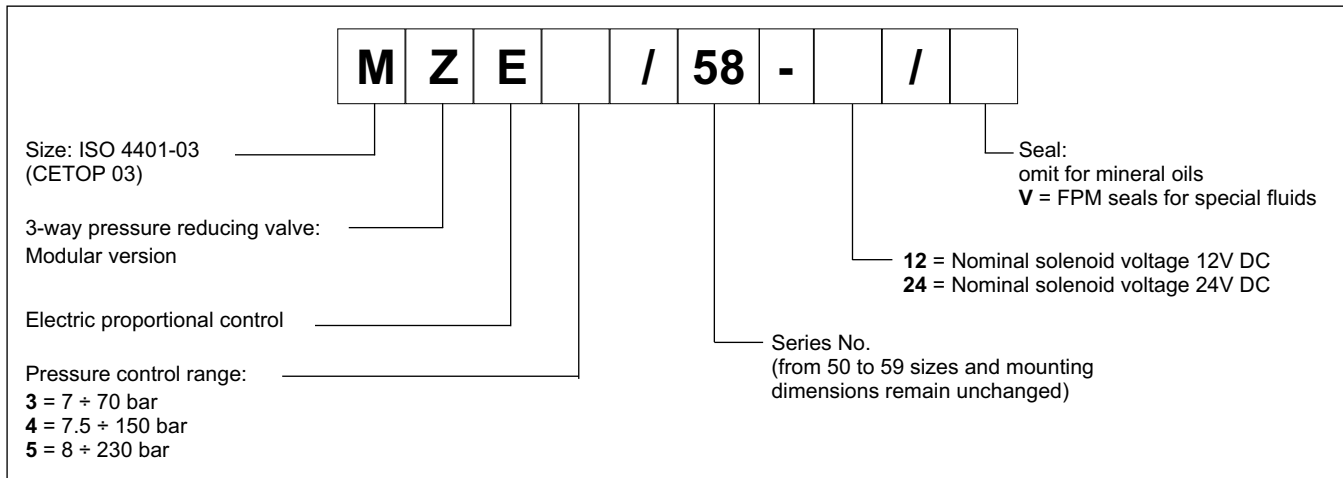 M Z E / 58 - /
Size: ISO 4401-03
(CETOP 03)
3-way pressure reducing valve:
Modular version
Electric proportional control
Pressure control range:
3 = 7 ÷ 70 bar
4 = 7.5 ÷ 150 bar
5 = 8 ÷ 230 bar
Seal:
omit for mineral oils
V = FPM seals for special fluids
12 = Nominal solenoid voltage 12V DC
24 = Nominal solenoid voltage 24V DC
Series No.
(from 50 to 59 sizes and mounting
dimensions remain unchanged)